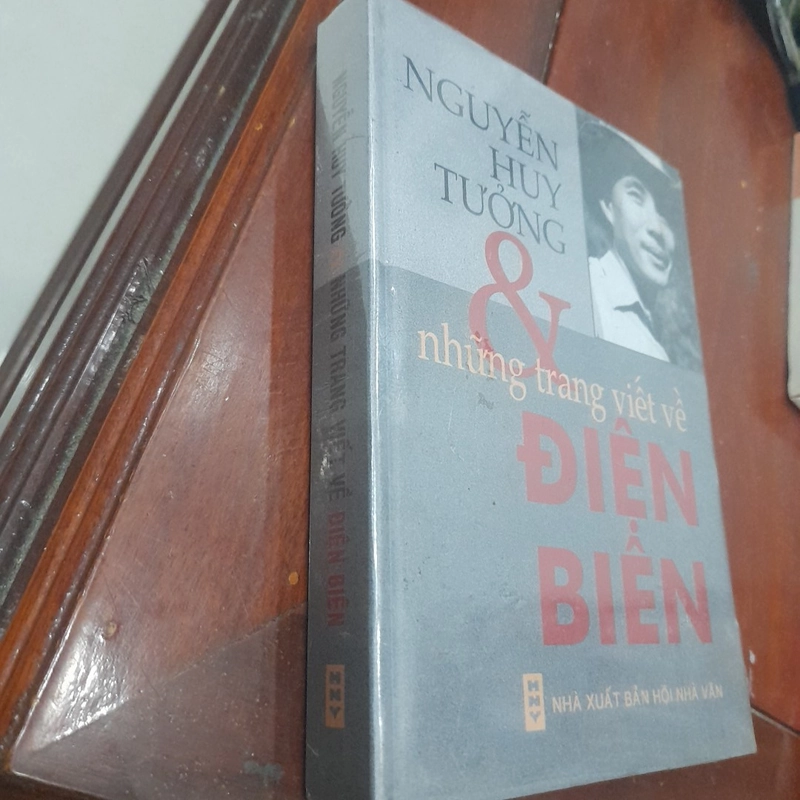 NGUYỄN
HUY
TƯỞNG
&
những trang viết về
ĐIỆN
BIÊN
NHÀ XUẤT BẢN HỘI NHÀ VĂN
NGUYỄN HUY TƯỞNG & NHỮNG TRANG VIẾT VỀ ĐIỆN BIÊN